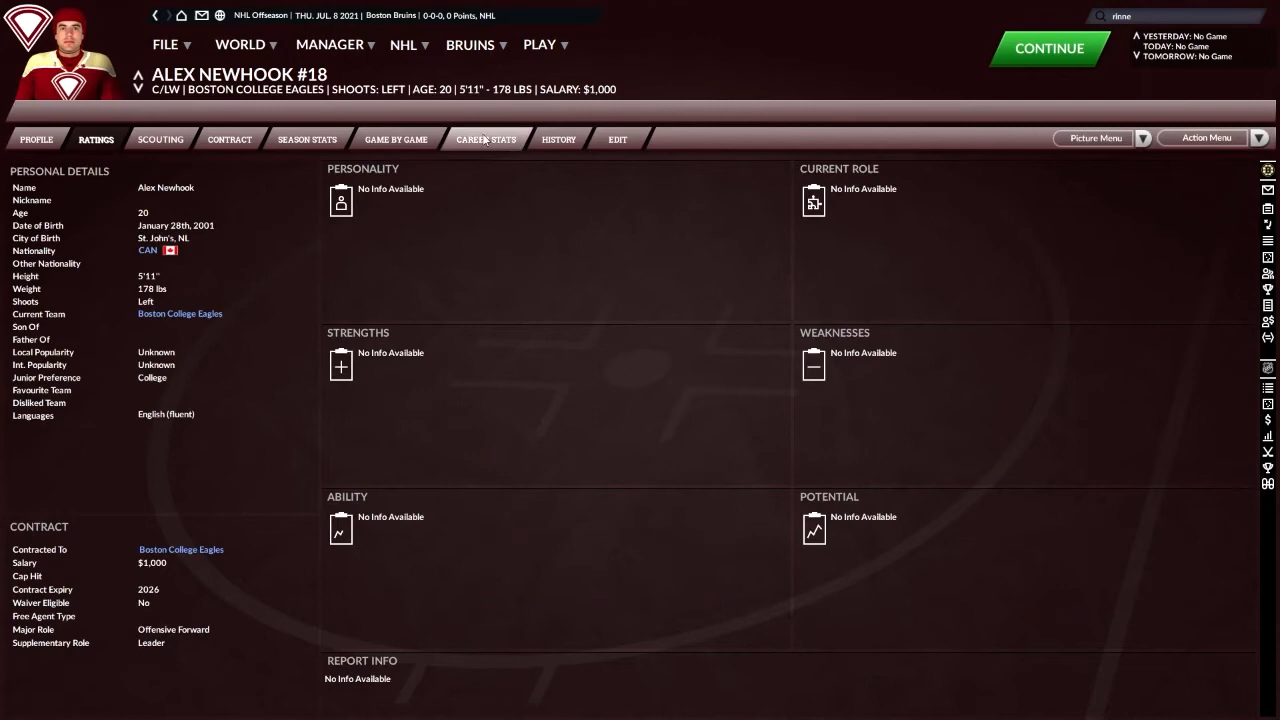 NHL Offseason | THU. JUL. 8 2021 | Boston Bruins | 0-0-0, 0 Points, NHL
rinne
FILE WORLD MANAGER NHL BRUINS PLAY
CONTINUE
YESTERDAY: No Game
TODAY: No Game
TOMORROW: No Game
ALEX NEWHOOK #18
C/LW | BOSTON COLLEGE EAGLES | SHOOTS: LEFT | AGE: 20 | 5'11" - 178 LBS | SALARY: $1,000
PROFILE RATINGS SCOUTING CONTRACT SEASON STATS GAME BY GAME CAREER STATS HISTORY EDIT
Picture Menu Action Menu
PERSONAL DETAILS
Name Alex Newhook
Nickname
Age 20
Date of Birth January 28th, 2001
City of Birth St. John's, NL
Nationality CAN
Other Nationality
Height 5'11"
Weight 178 lbs
Shoots Left
Current Team Boston College Eagles
Son Of
Father Of
Local Popularity Unknown
Int. Popularity Unknown
Junior Preference College
Favourite Team
Disliked Team
Languages English (fluent)
CONTRACT
Contracted To Boston College Eagles
Salary $1,000
Cap Hit
Contract Expiry 2026
Waiver Eligible No
Free Agent Type
Major Role Offensive Forward
Supplementary Role Leader
PERSONALITY
No Info Available
CURRENT ROLE
No Info Available
STRENGTHS
No Info Available
WEAKNESSES
No Info Available
ABILITY
No Info Available
POTENTIAL
No Info Available
REPORT INFO
No Info Available